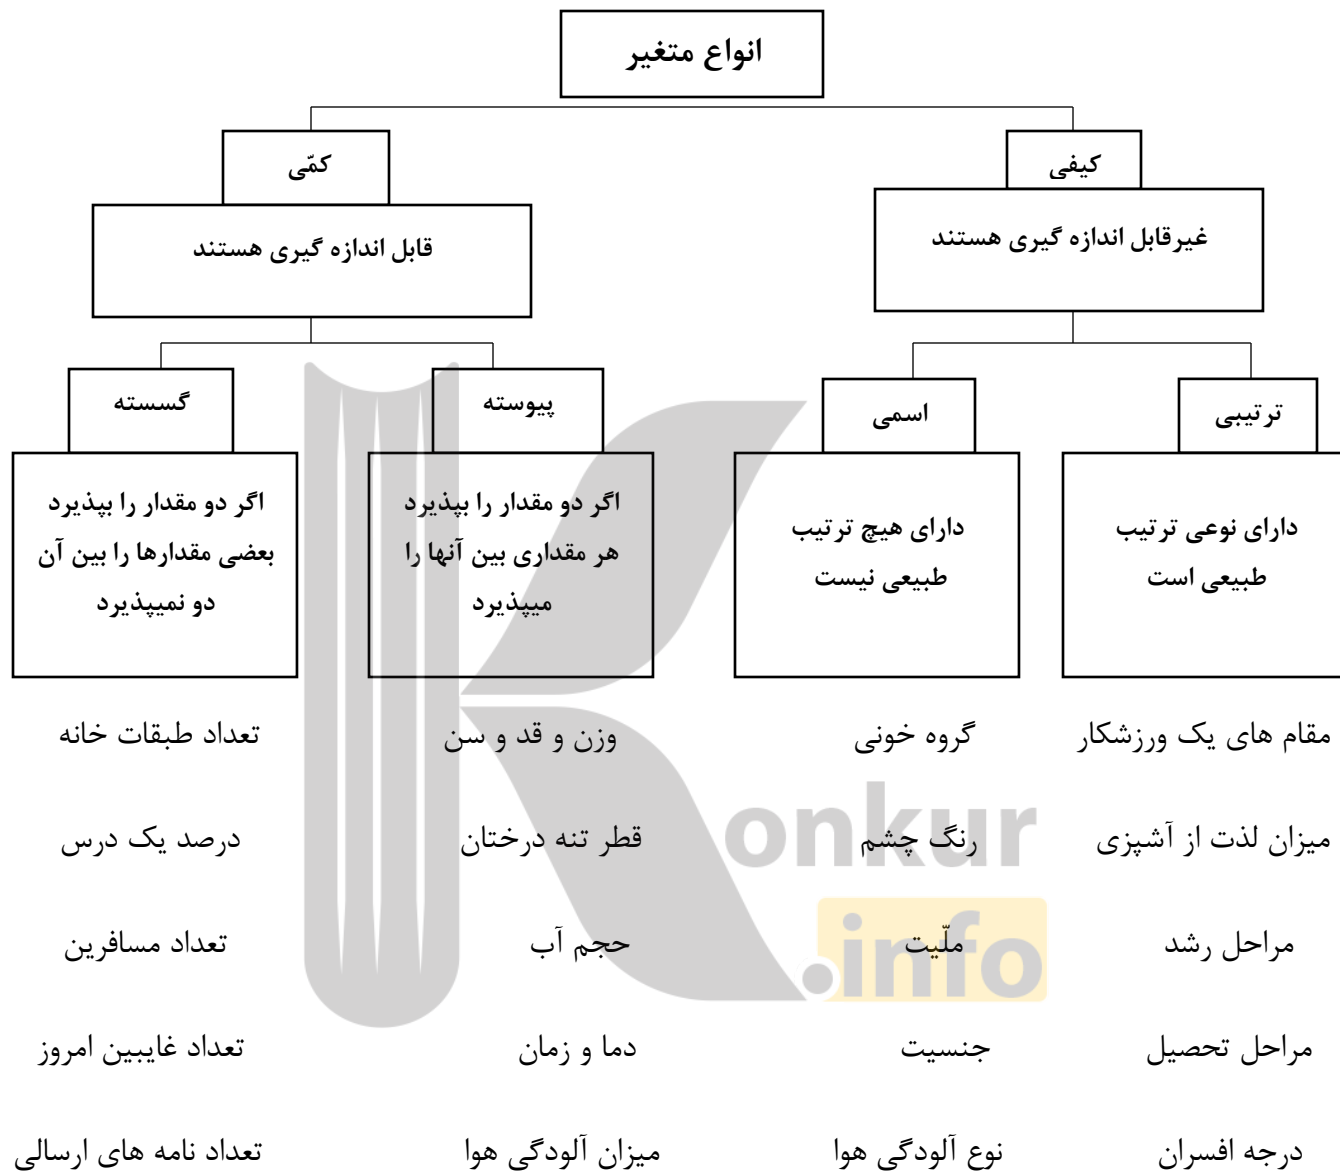 انواع متغیر
کیفی
کمّی
غیرقابل اندازه گیری هستند
قابل اندازه گیری هستند
ترتیبی
اسمی
پیوسته
گسسته
دارای نوعی ترتیب
طبیعی است
دارای هیچ ترتیب
طبیعی نیست
اگر دو مقدار را بپذیرد
هر مقداری بین آنها را
میپذیرد
اگر دو مقدار را بپذیرد
بعضی مقدارها را بین آن
دو نمیپذیرد
مقام های یک ورزشکار
گروه خونی
وزن و قد و سن
تعداد طبقات خانه
میزان لذت از آشپزی
رنگ چشم
قطر تنه درختان
درصد یک درس
مراحل رشد
ملّیت
حجم آب
تعداد مسافرین
مراحل تحصیل
جنسیت
دما و زمان
تعداد غایبین امروز
درجه افسران
نوع آلودگی هوا
میزان آلودگی هوا
تعداد نامه های ارسالی
Konkur
.info